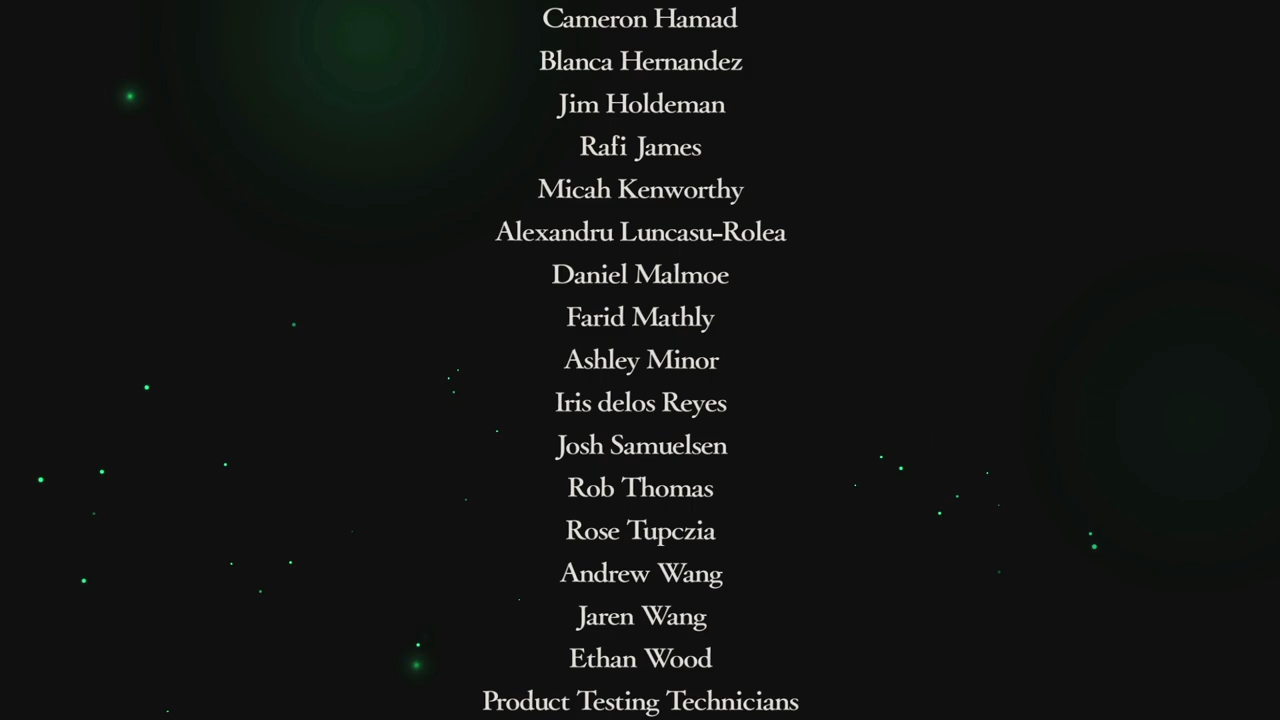 Cameron Hamad
Blanca Hernandez
Jim Holdeman
Rafi James
Micah Kenworthy
Alexandru Luncasu-Rolea
Daniel Malmoe
Farid Mathly
Ashley Minor
Iris delos Reyes
Josh Samuelsen
Rob Thomas
Rose Tupczia
Andrew Wang
Jaren Wang
Ethan Wood
Product Testing Technicians